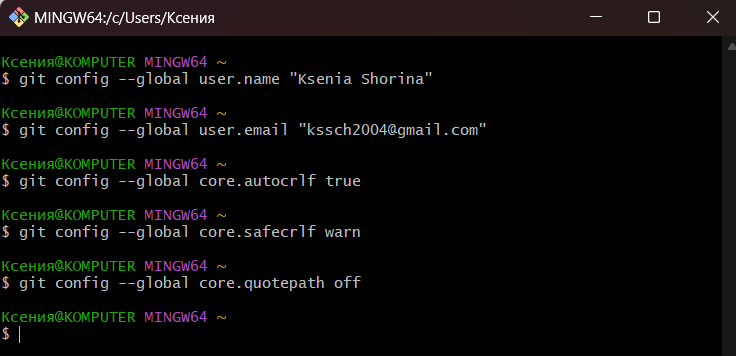 MINGW64:/c/Users/Ксения
Ксения@KOMPUTER MINGW64 ~
$ git config --global user.name "Ksenia Shorina"
Ксения@KOMPUTER MINGW64 ~
$ git config --global user.email "kssch2004@gmail.com"
Ксения@KOMPUTER MINGW64 ~
$ git config --global core.autocrlf true
Ксения@KOMPUTER MINGW64 ~
$ git config --global core.safecrlf warn
Ксения@KOMPUTER MINGW64 ~
$ git config --global core.quotepath off
Ксения@KOMPUTER MINGW64 ~
$